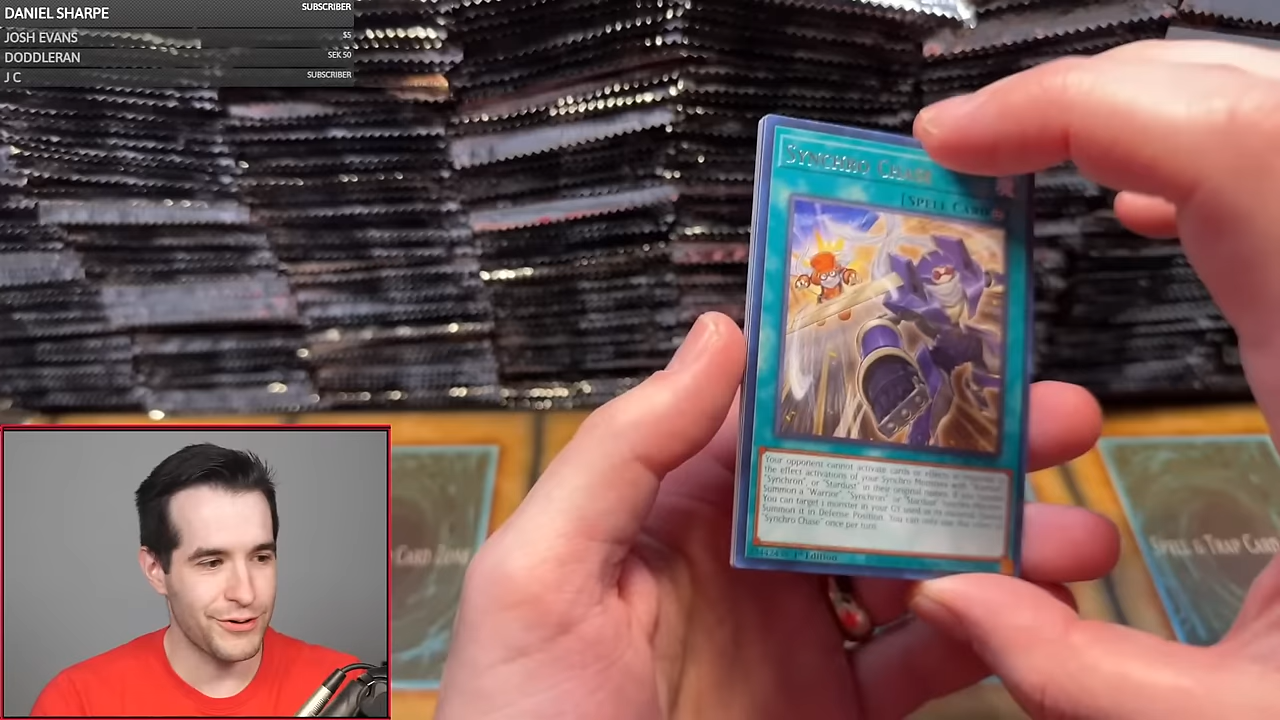 DANIEL SHARPE SUBSCRIBER
JOSH EVANS $5
DODDLERAN SEK 50
J C SUBSCRIBER
SYNCHRO CHASE
[SPELL CARD
Your opponent cannot activate cards or effects in response to
the effect activations of your Synchro Monsters with "Warrior",
"Synchron", or "Stardust" in their original names. If you Synchro
Summon a "Warrior", "Synchron" or "Stardust" Synchro Monster:
You can target 1 monster in your GY used as its material; Special
Summon it in Defense Position. You can only use this effect of
"Synchro Chase" once per turn.
1st Edition
CARD ZONE
SPELL & TRAP CARD